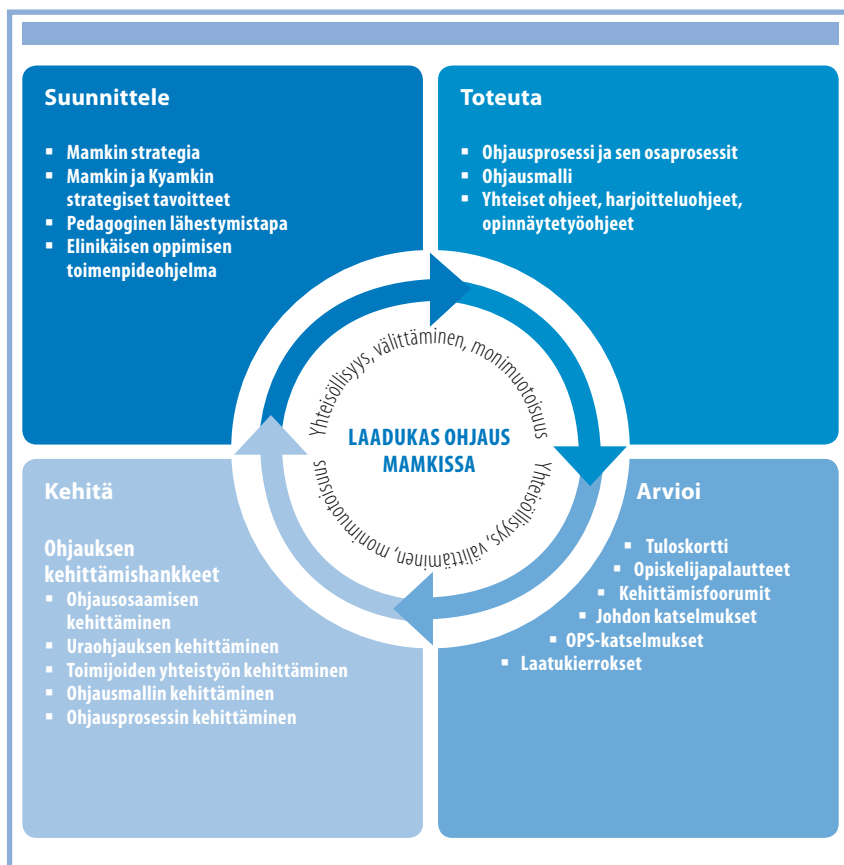 Suunnittele
▪ Mamkin strategia
▪ Mamkin ja Kyamkin
strategiset tavoitteet
▪ Pedagoginen lähestymistapa
▪ Elinikäisen oppimisen
toimenpideohjelma
Toteuta
▪ Ohjausprosessi ja sen osaprosessit
▪ Ohjausmalli
▪ Yhteiset ohjeet, harjoitteluohjeet,
opinnäytetyöohjeet
Yhteisöllisyys, välittäminen, monimuotoisuus
LAADUKAS OHJAUS
MAMKISSA
Yhteisöllisyys, välittäminen, monimuotoisuus
Kehitä
Ohjauksen
kehittämishankkeet
▪ Ohjausosaamisen
kehittäminen
▪ Uraohjauksen kehittäminen
▪ Toimijoiden yhteistyön kehittäminen
▪ Ohjausmallin kehittäminen
▪ Ohjausprosessin kehittäminen
Arvioi
▪ Tuloskortti
▪ Opiskelijapalautteet
▪ Kehittämisfoorumit
▪ Johdon katselmukset
▪ OPS-katselmukset
▪ Laatukierrokset